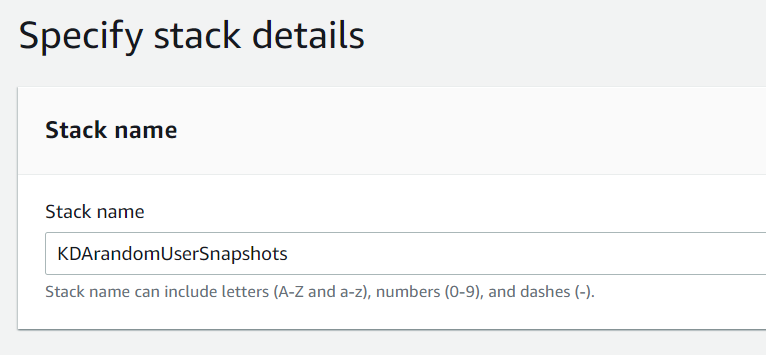 Specify stack details
Stack name
Stack name
KDArandomUserSnapshots
Stack name can include letters (A-Z and a-z), numbers (0-9), and dashes (-).